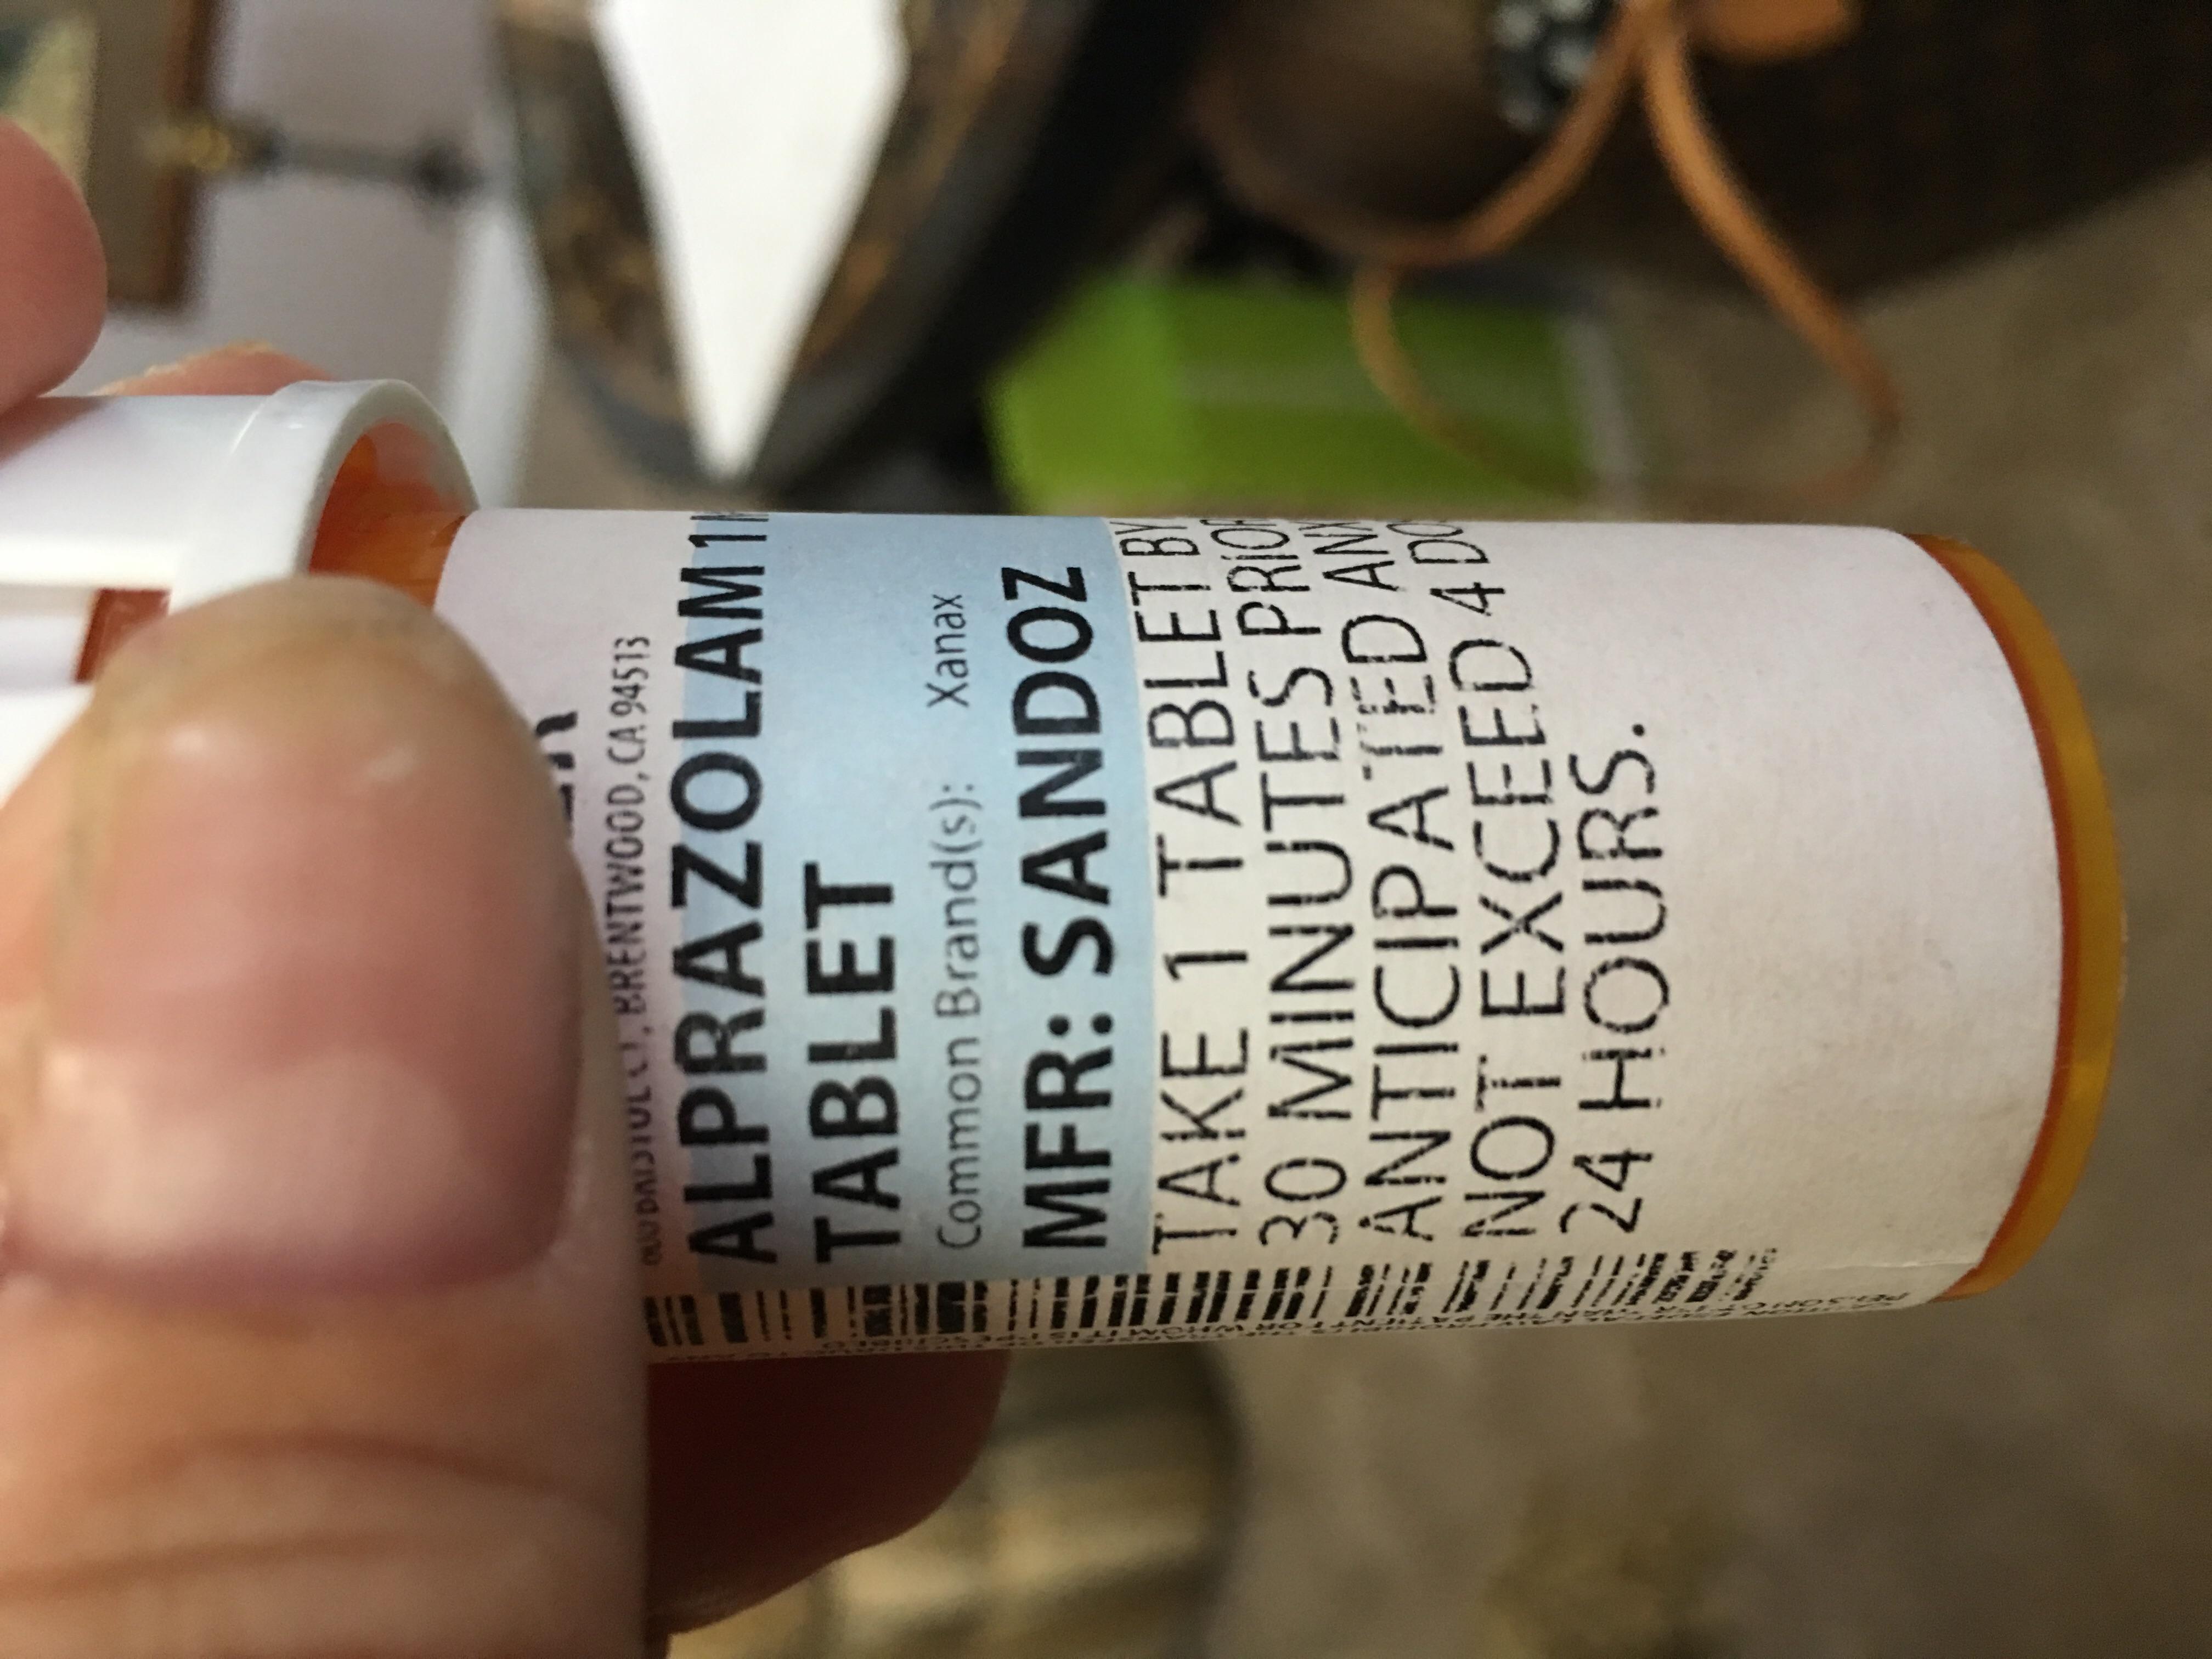 BRENTWOOD, CA 94513
ALPRAZOLAM 1
TABLET
Common Brand(s): Xanax
MFR: SANDOZ
TAKE 1 TABLET BY
30 MINUTES PRIOR
ANTICIPATED ANX
NOT EXCEED 4 DO
24 HOURS.